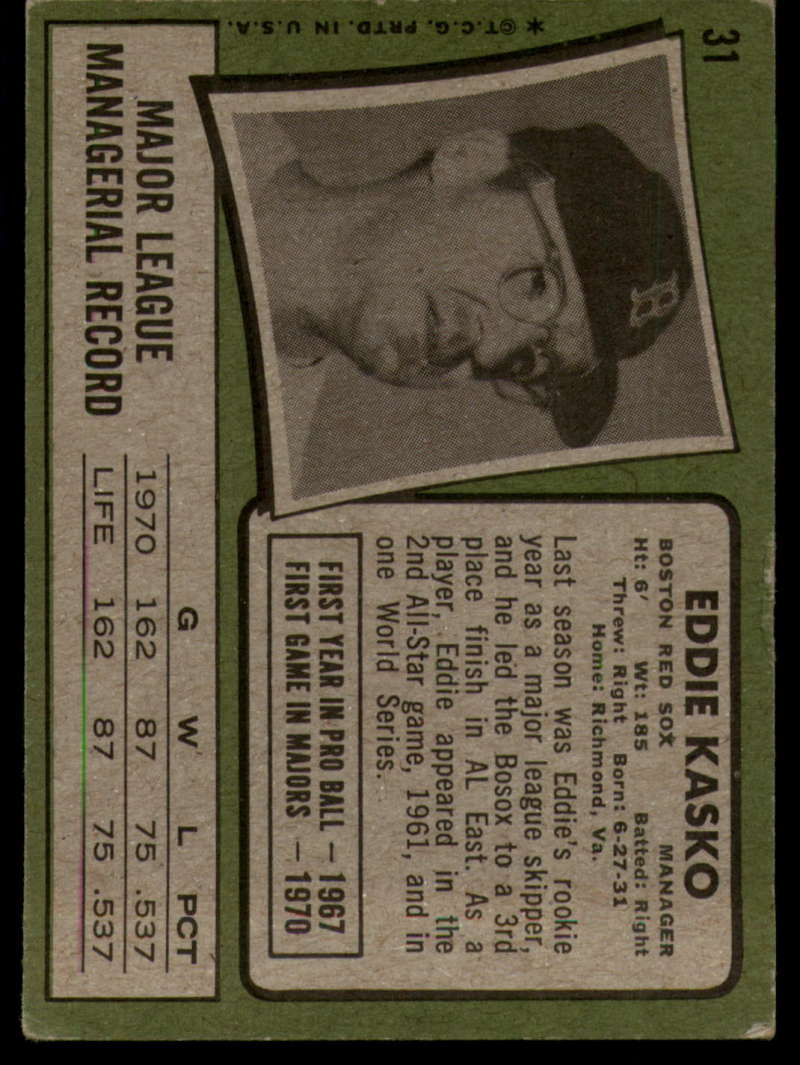 31
*©T.C.G. PRTD. IN U.S.A.
B
EDDIE KASKO
BOSTON RED SOX MANAGER
Ht: 6' Wt: 185 Batted: Right
Threw: Right Born: 6-27-31
Home: Richmond, Va.
Last season was Eddie's rookie
year as a major league skipper,
and he led the Bosox to a 3rd
place finish in AL East. As a
player, Eddie appeared in the
2nd All-Star game, 1961, and in
one World Series.
FIRST YEAR IN PRO BALL — 1967
FIRST GAME IN MAJORS — 1970
MAJOR LEAGUE
MANAGERIAL RECORD
G W L PCT
1970 162 87 75 .537
LIFE 162 87 75 .537